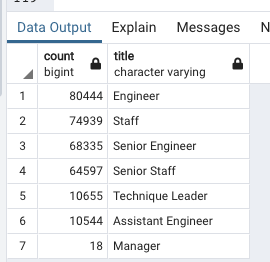 Data Output Explain Messages N
count title
bigint character varying
1 80444 Engineer
2 74939 Staff
3 68335 Senior Engineer
4 64597 Senior Staff
5 10655 Technique Leader
6 10544 Assistant Engineer
7 18 Manager